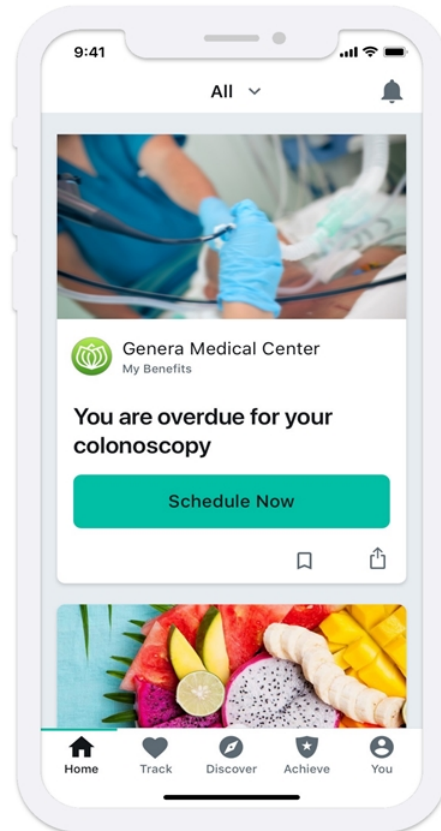 9:41
All
Genera Medical Center
My Benefits
You are overdue for your
colonoscopy
Schedule Now
Home Track Discover Achieve You